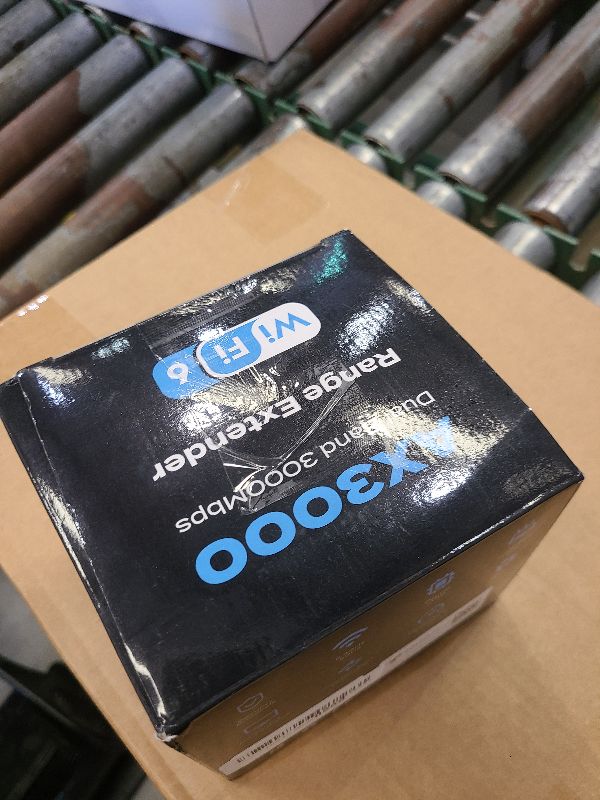 AX3000
Dual Band 3000Mbps
Range Extender
WiFi 6